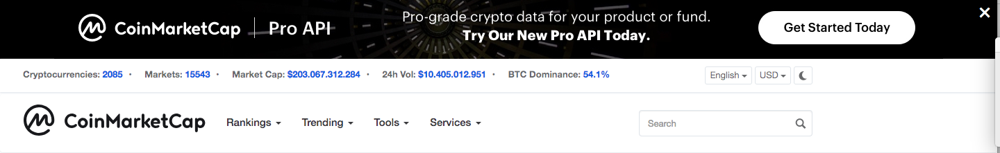 CoinMarketCap | Pro API
Pro-grade crypto data for your product or fund.
Try Our New Pro API Today.
Get Started Today
Cryptocurrencies: 2085 • Markets: 15543 • Market Cap: $203.067.312.284 • 24h Vol: $10.405.012.951 • BTC Dominance: 54.1%
English
USD
CoinMarketCap
Rankings
Trending
Tools
Services
Search